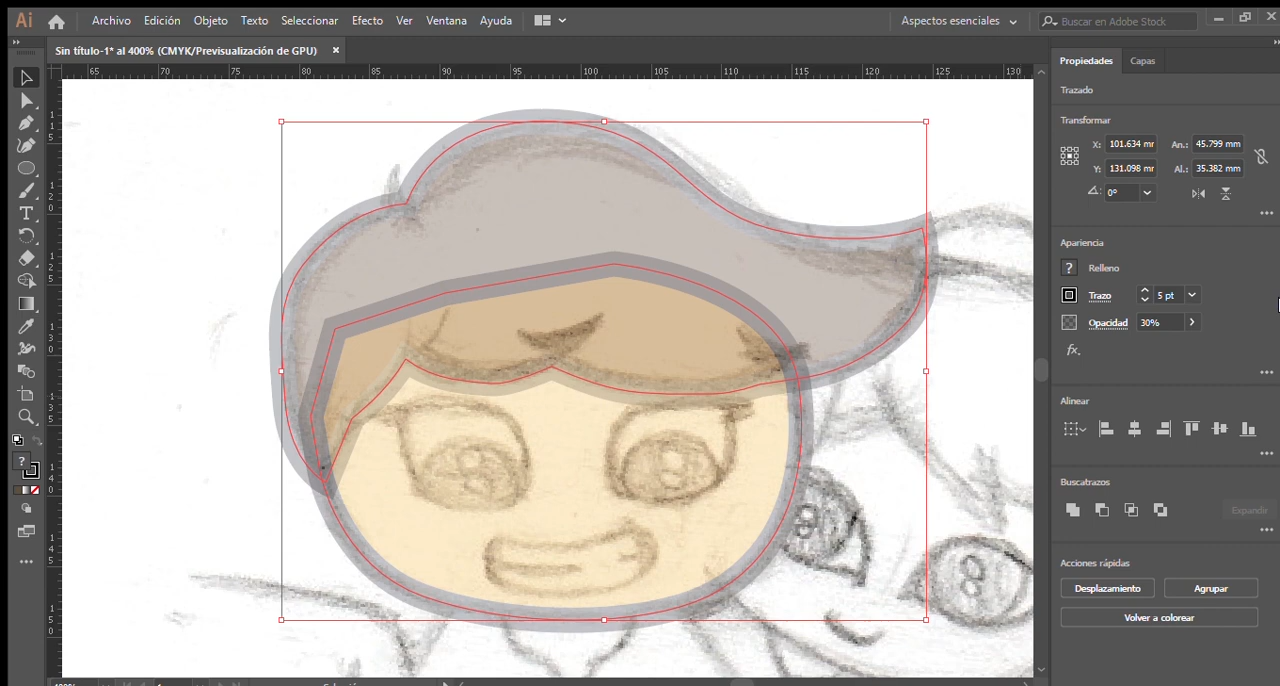 Ai Archivo Edición Objeto Texto Seleccionar Efecto Ver Ventana Ayuda Aspectos esenciales Buscar en Adobe Stock
Sin título-1* al 400% (CMYK/Previsualización de GPU) ×
Propiedades Capas
65 70 75 80 85 90 95 100 105 110 115 120 125 130
Trazado
Transformar
X: 101.634 mr An.: 45.799 mm
Y: 131.098 mr Al.: 35.382 mm
0°
Apariencia
? Relleno
Trazo 5 pt
Opacidad 30%
fx.
Alinear
Buscatrazos
Expandir
Acciones rápidas
Desplazamiento Agrupar
Volver a colorear